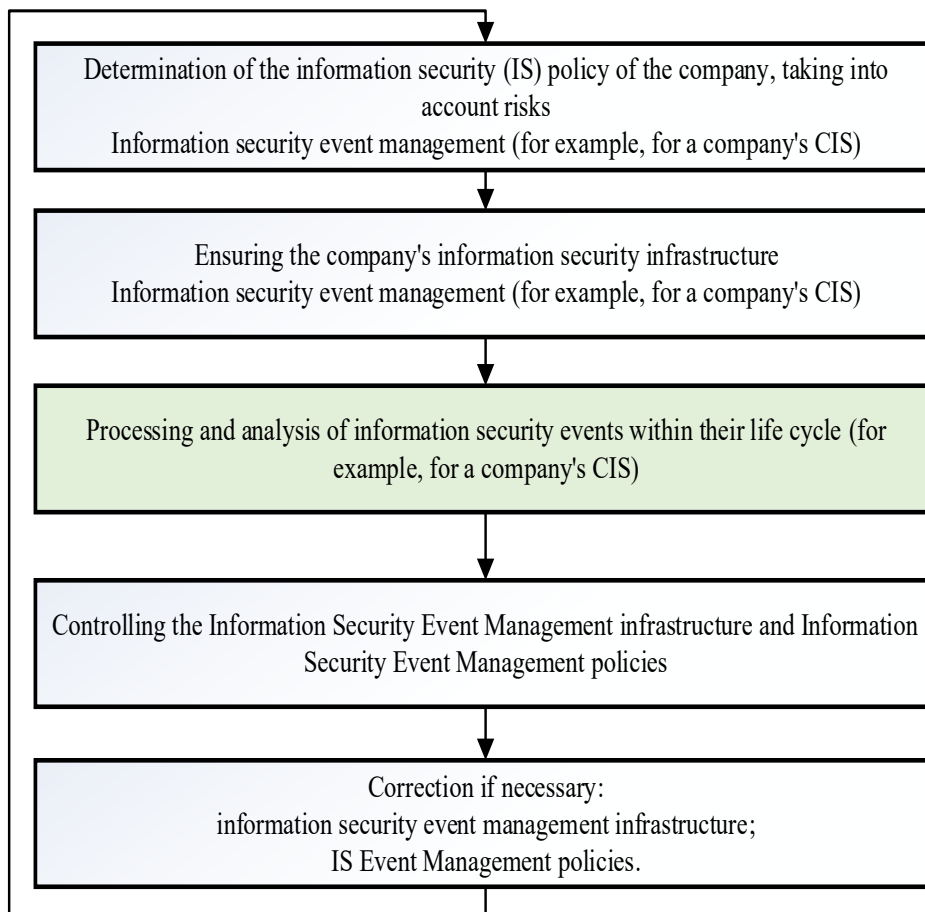 Determination of the information security (IS) policy of the company, taking into
account risks
Information security event management (for example, for a company's CIS)
Ensuring the company's information security infrastructure
Information security event management (for example, for a company's CIS)
Processing and analysis of information security events within their life cycle (for
example, for a company's CIS)
Controlling the Information Security Event Management infrastructure and Information
Security Event Management policies
Correction if necessary:
information security event management infrastructure;
IS Event Management policies.